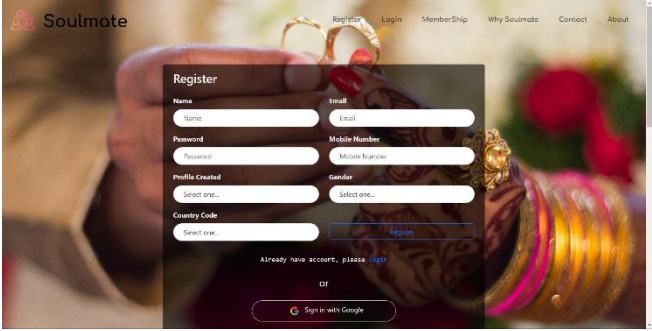 Soulmate
Register Login MemberShip Why Soulmate Contact About
Register
Name Email
Name Email
Password Mobile Number
Password Mobile Number
Profile Created Gender
Select one... Select one...
Country Code
Select one... Register
Already have account, please Login
or
Sign in with Google